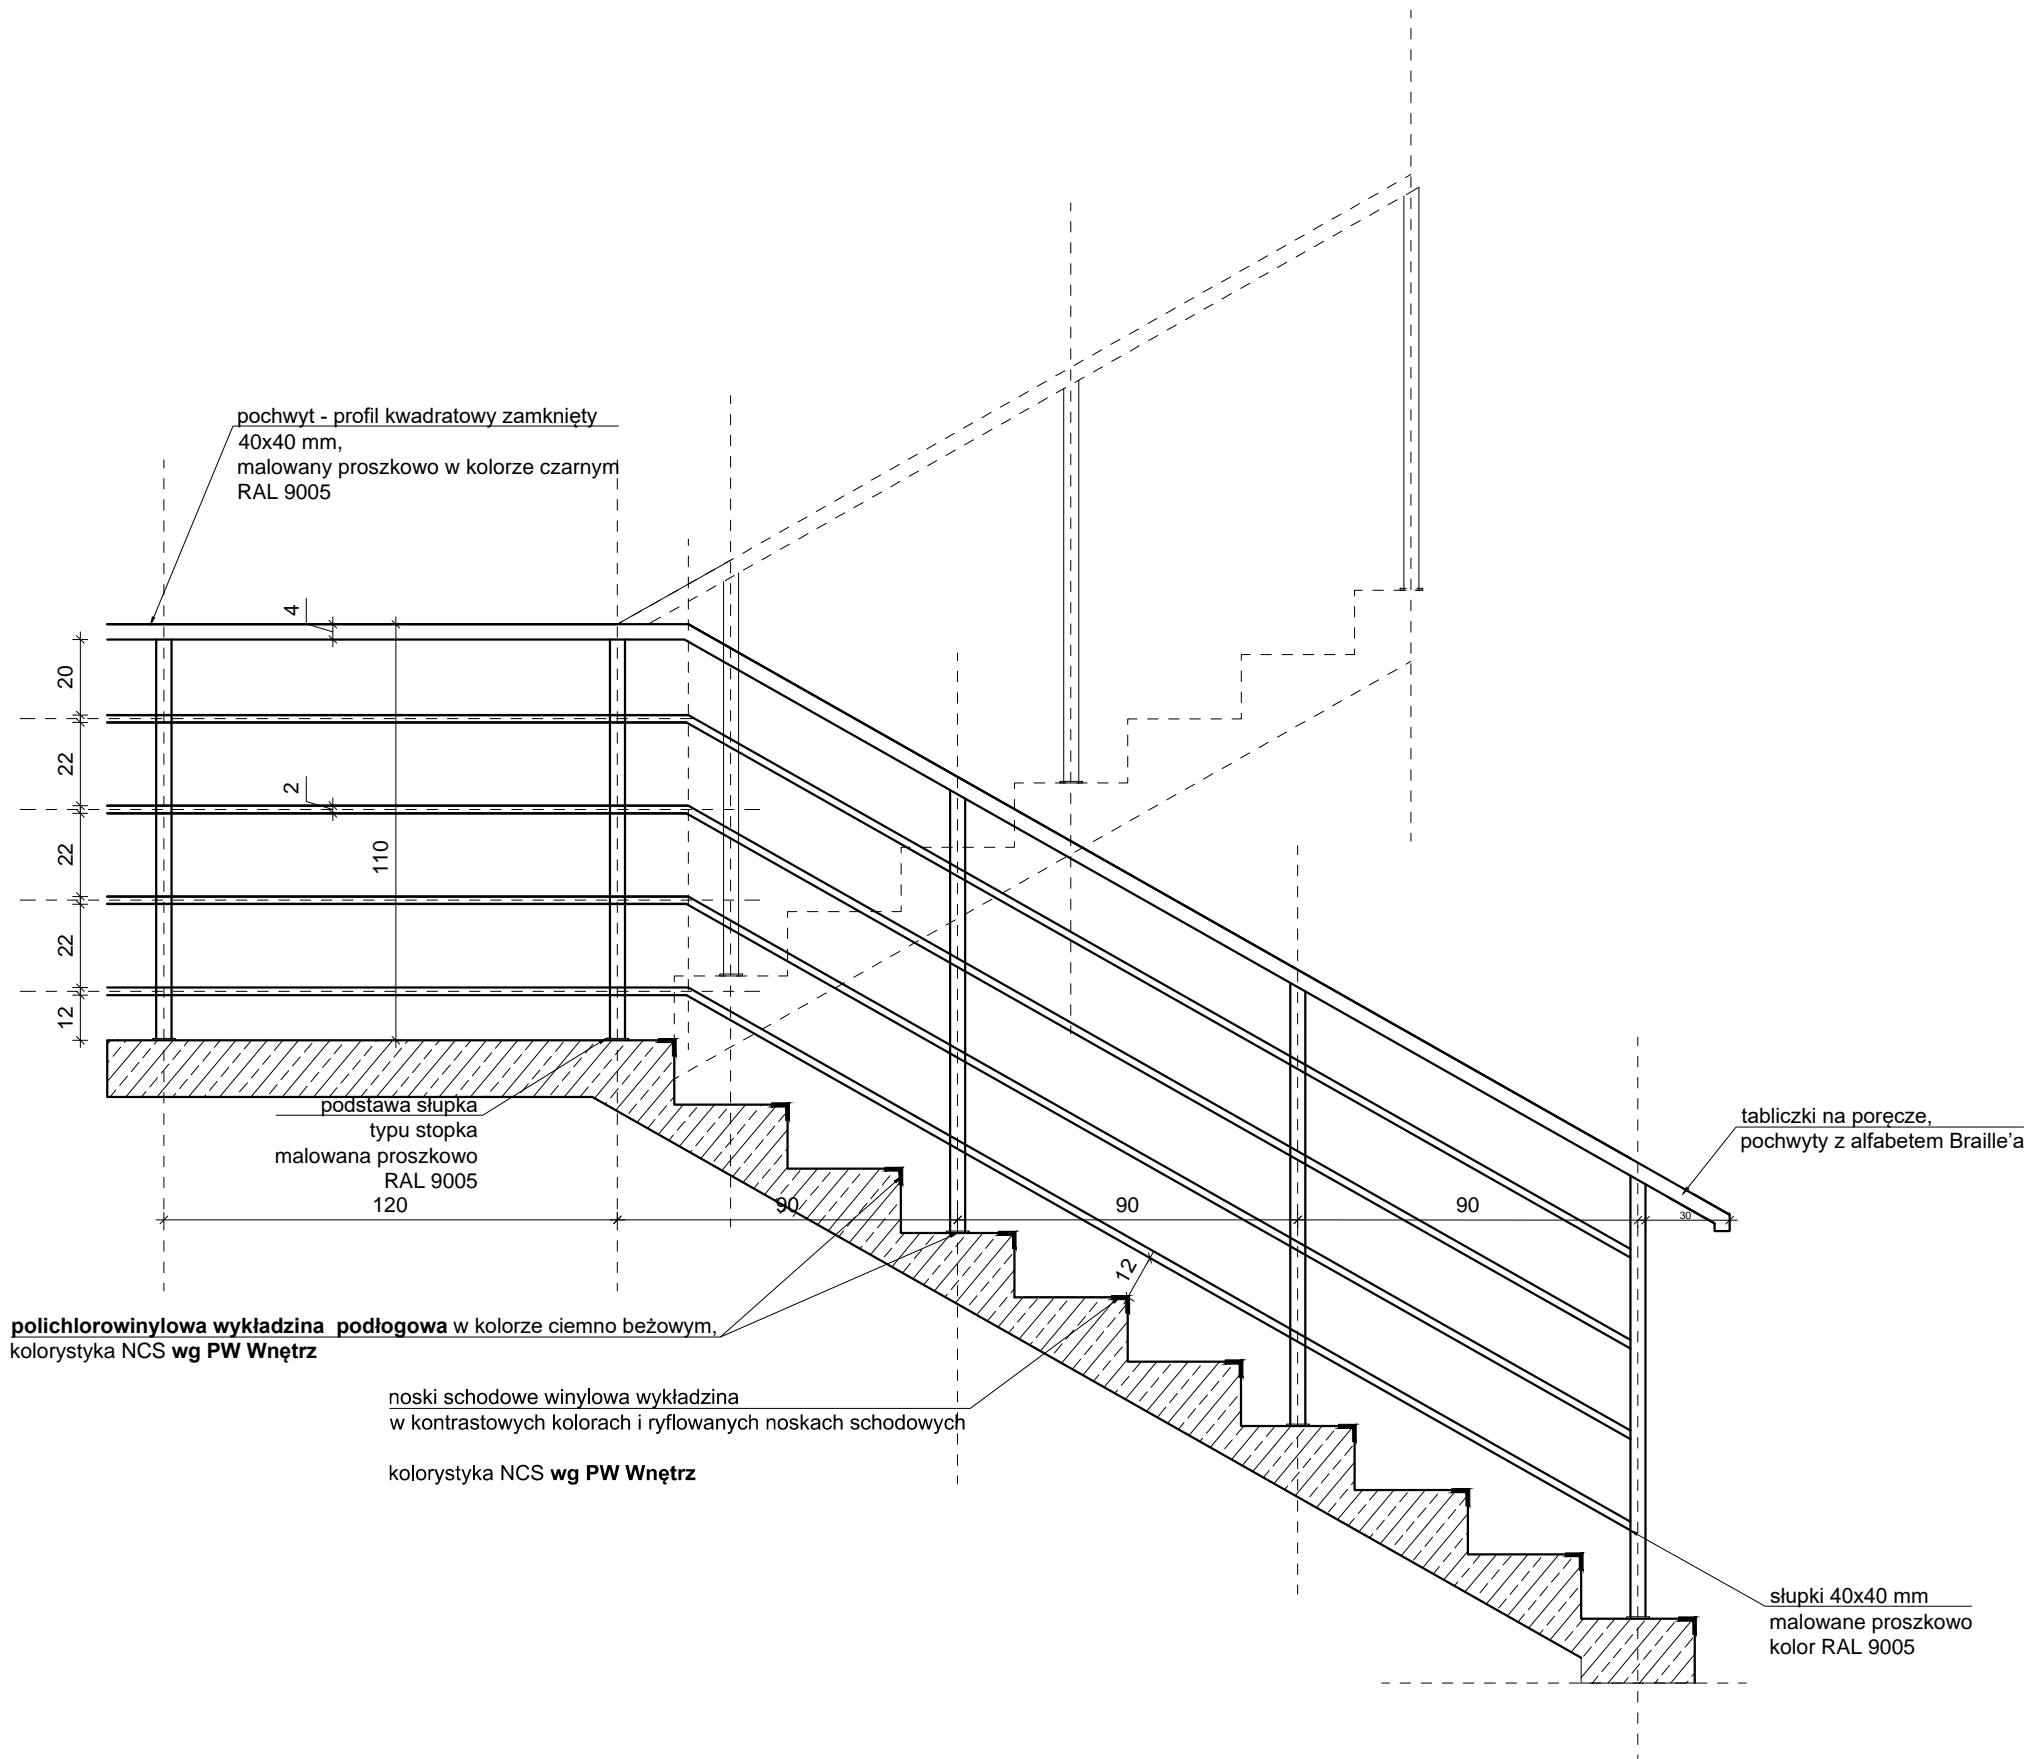 pochwyt - profil kwadratowy zamknięty
40x40 mm,
malowany proszkowo w kolorze czarnym
RAL 9005
4
20
22
2
22
110
22
12
podstawa słupka
typu stopka
malowana proszkowo
RAL 9005
tabliczki na poręcze,
pochwyty z alfabetem Braille'a
120
90
90
90
30
12
polichlorowinylowa wykładzina podłogowa w kolorze ciemno beżowym,
kolorystyka NCS wg PW Wnętrz
noski schodowe winylowa wykładzina
w kontrastowych kolorach i ryflowanych noskach schodowych
kolorystyka NCS wg PW Wnętrz
słupki 40x40 mm
malowane proszkowo
kolor RAL 9005